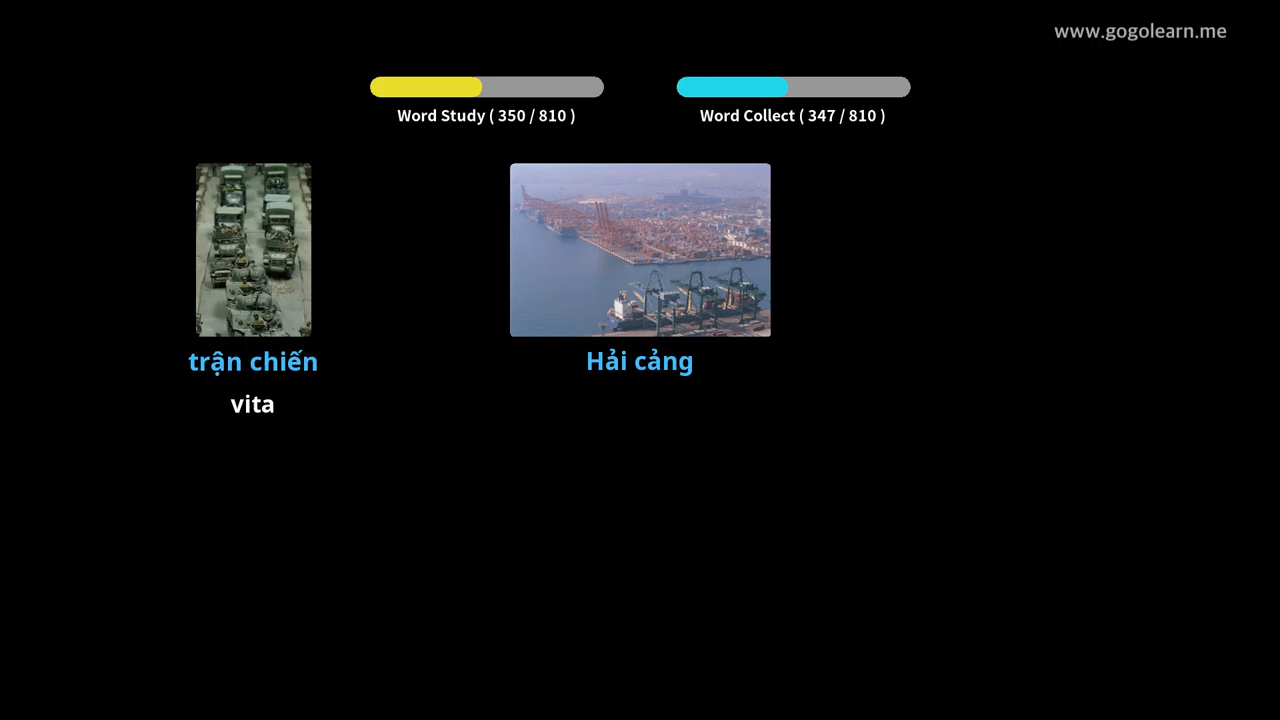 www.gogolearn.me
Word Study ( 350 / 810 )
Word Collect ( 347 / 810 )
trận chiến
Hải cảng
vita